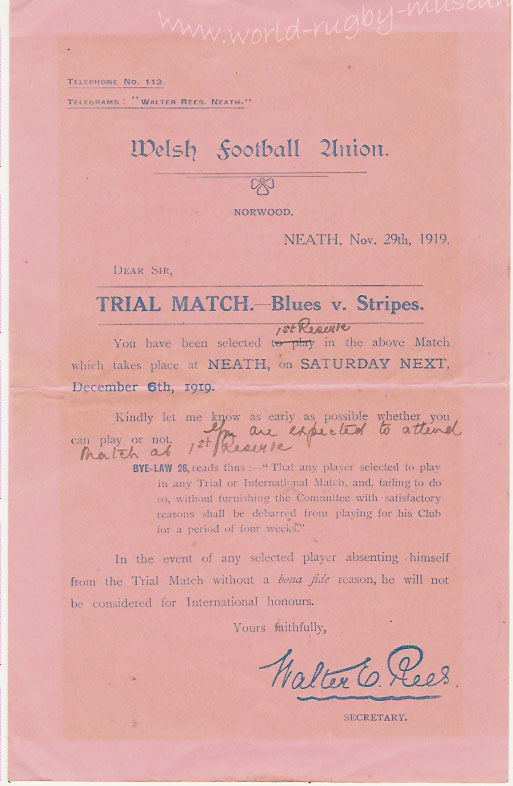 www.world-rugby-museum
TELEPHONE No. 113.
TELEGRAMS: "WALTER REES. NEATH."
Welsh Football Union.
NORWOOD,
NEATH, Nov. 29th, 1919.
DEAR SIR,
TRIAL MATCH.—Blues v. Stripes.
1st Reserve
You have been selected to play in the above Match
which takes place at NEATH, on SATURDAY NEXT,
December 6th, 1919.
Kindly let me know as early as possible whether you
can play or not. You are expected to attend
Match as 1st Reserve
BYE-LAW 28, reads thus:—"That any player selected to play
in any Trial or International Match, and, failing to do
so, without furnishing the Committee with satisfactory
reasons shall be debarred from playing for his Club
for a period of four weeks."
In the event of any selected player absenting himself
from the Trial Match without a bona fide reason, he will not
be considered for International honours.
Yours faithfully,
Walter E. Rees.
SECRETARY.